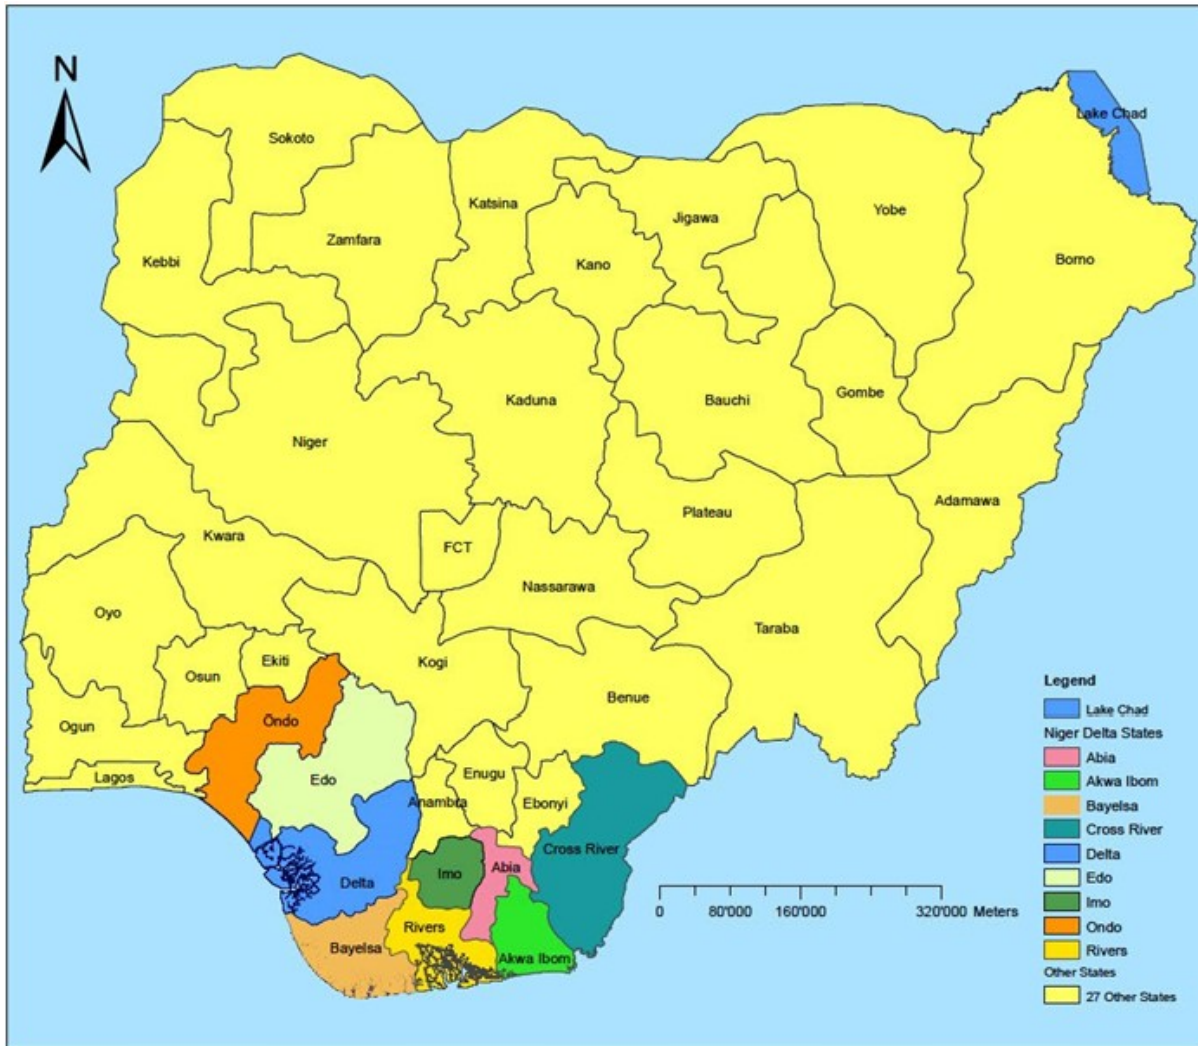 N
Lake Chad
Sokoto
Katsina
Jigawa
Yobe
Zamfara
Kebbi
Kano
Borno
Kaduna
Bauchi
Gombe
Niger
Adamawa
Plateau
Kwara
FCT
Nassarawa
Oyo
Taraba
Osun
Ekiti
Kogi
Benue
Ogun
Öndo
Lagos
Edo
Enugu
Anambra
Ebonyi
Cross River
Imo
Abia
Delta
Rivers
Bayelsa
Akwa Ibom
0 80'000 160'000 320'000 Meters
Legend
Lake Chad
Niger Delta States
Abia
Akwa Ibom
Bayelsa
Cross River
Delta
Edo
Imo
Ondo
Rivers
Other States
27 Other States